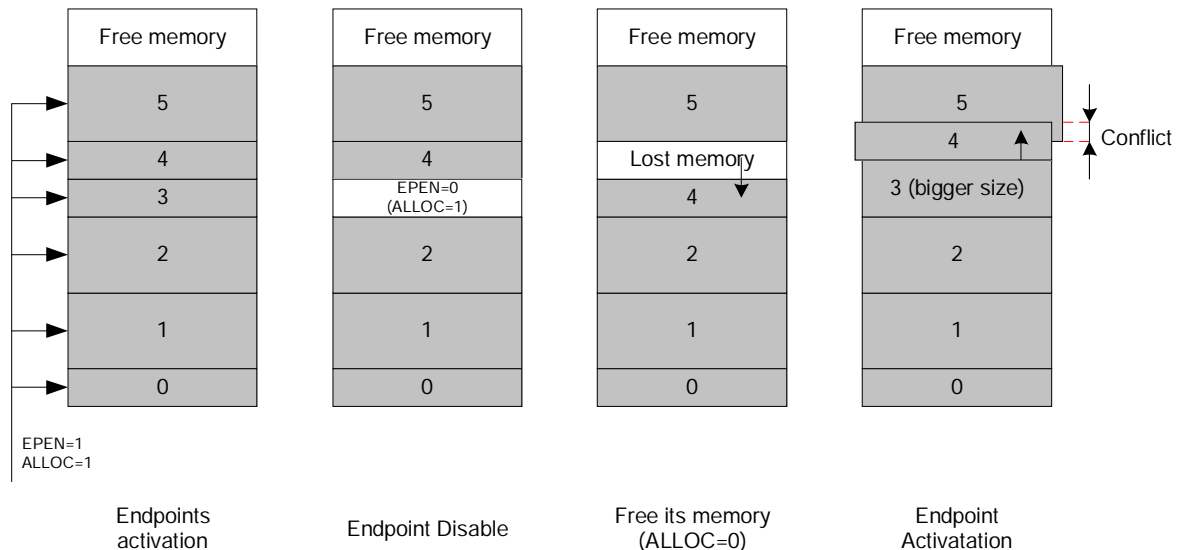 Free memory
5
4
3
2
1
0
EPEN=1
ALLOC=1
Endpoints
activation
Free memory
5
4
EPEN=0
(ALLOC=1)
2
1
0
Endpoint Disable
Free memory
5
Lost memory
4
2
1
0
Free its memory
(ALLOC=0)
Free memory
5
4
Conflict
3 (bigger size)
2
1
0
Endpoint
Activatation